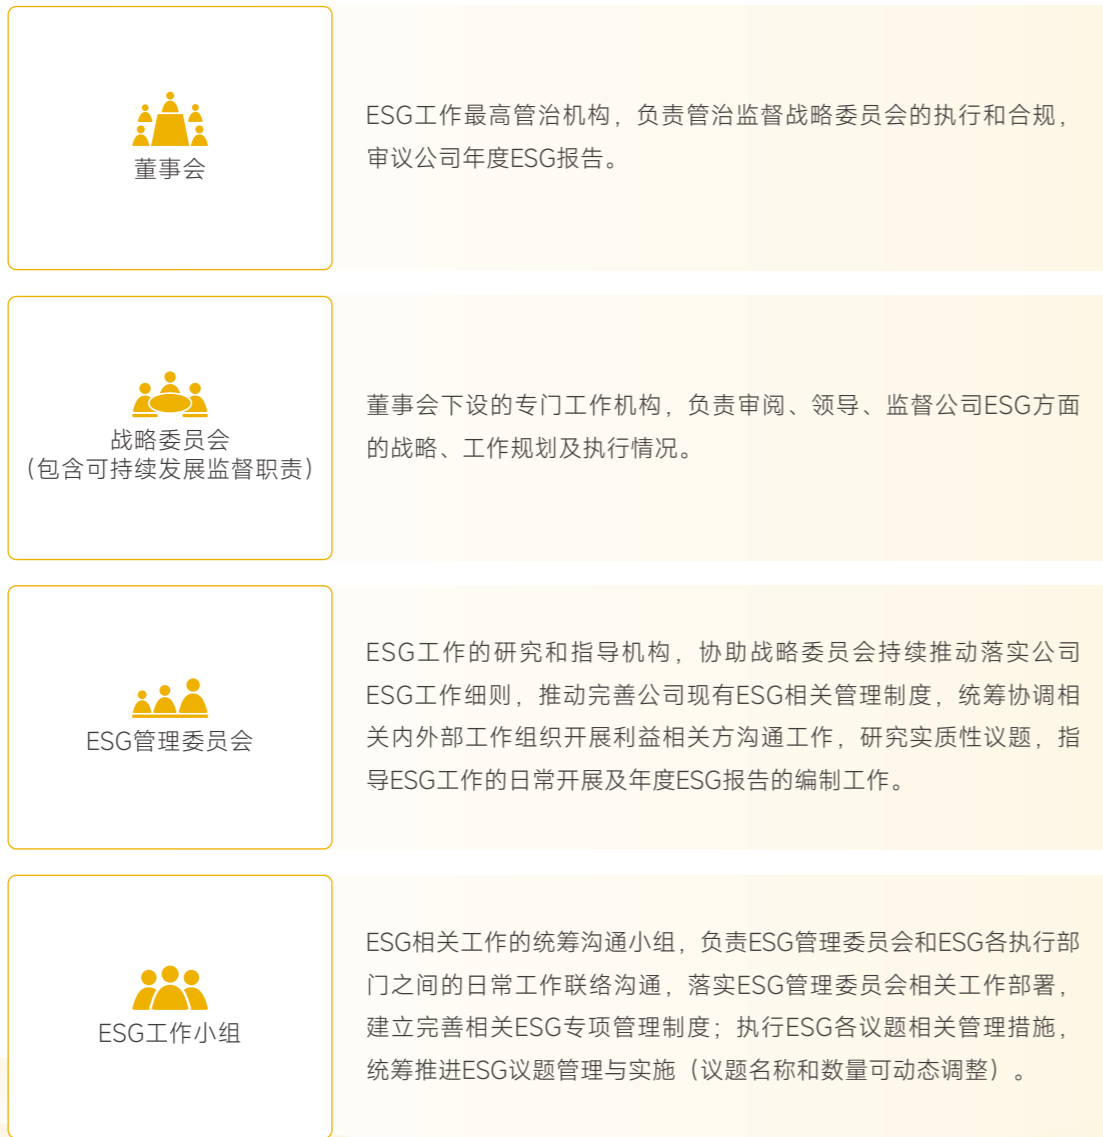 董事会
ESG工作最高管治机构，负责管治监督战略委员会的执行和合规，
审议公司年度ESG报告。
战略委员会
（包含可持续发展监督职责）
董事会下设的专门工作机构，负责审阅、领导、监督公司ESG方面
的战略、工作规划及执行情况。
ESG管理委员会
ESG工作的研究和指导机构，协助战略委员会持续推动落实公司
ESG工作细则，推动完善公司现有ESG相关管理制度，统筹协调相
关内外部工作组织开展利益相关方沟通工作，研究实质性议题，指
导ESG工作的日常开展及年度ESG报告的编制工作。
ESG工作小组
ESG相关工作的统筹沟通小组，负责ESG管理委员会和ESG各执行部
门之间的日常工作联络沟通，落实ESG管理委员会相关工作部署，
建立完善相关ESG专项管理制度；执行ESG各议题相关管理措施，
统筹推进ESG议题管理与实施（议题名称和数量可动态调整）。